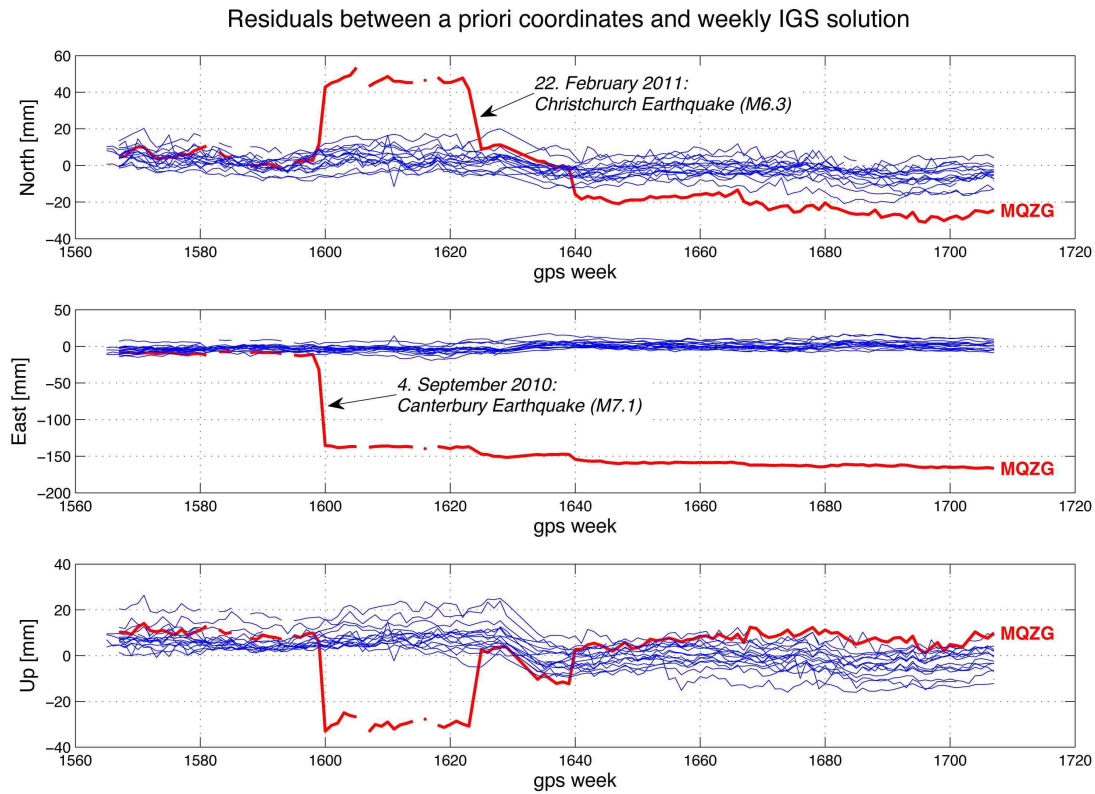 Residuals between a priori coordinates and weekly IGS solution
60
40
20
0
−20
−40
North [mm]
22. February 2011:
Christchurch Earthquake (M6.3)
MQZG
1560 1580 1600 1620 1640 1660 1680 1700 1720
gps week
50
0
−50
−100
−150
−200
East [mm]
4. September 2010:
Canterbury Earthquake (M7.1)
MQZG
1560 1580 1600 1620 1640 1660 1680 1700 1720
gps week
40
20
0
−20
−40
Up [mm]
MQZG
1560 1580 1600 1620 1640 1660 1680 1700 1720
gps week